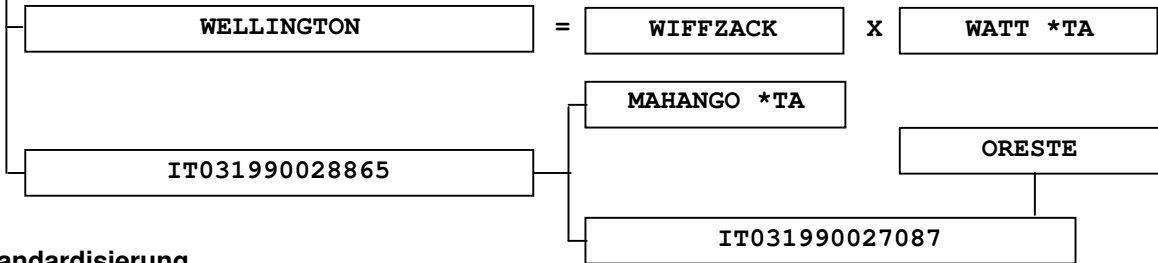 WELLINGTON = WIFFZACK X WATT *TA
MAHANGO *TA
ORESTE
IT031990028865
IT031990027087